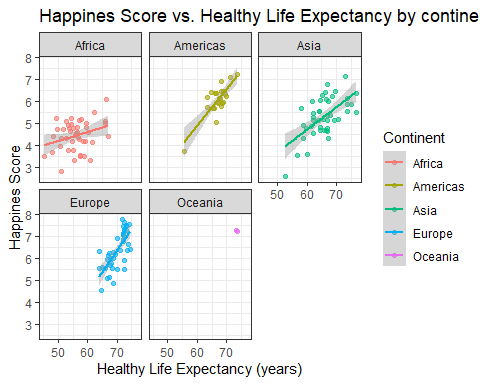 Happines Score vs. Healthy Life Expectancy by contine
Africa
Americas
Asia
8
7
6
5
4
3
50 60 70
Europe
Oceania
8
7
6
5
4
3
50 60 70
50 60 70
Happines Score
Healthy Life Expectancy (years)
Continent
Africa
Americas
Asia
Europe
Oceania